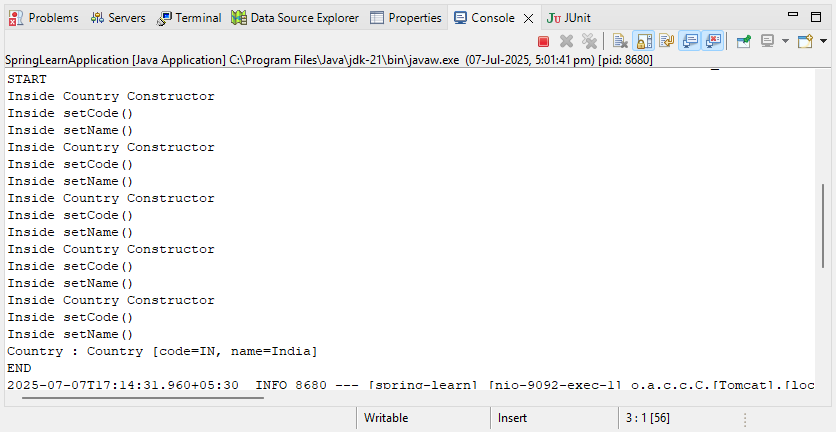 Problems Servers Terminal Data Source Explorer Properties Console JUnit
SpringLearnApplication [Java Application] C:\Program Files\Java\jdk-21\bin\javaw.exe (07-Jul-2025, 5:01:41 pm) [pid: 8680]
START
Inside Country Constructor
Inside setCode()
Inside setName()
Inside Country Constructor
Inside setCode()
Inside setName()
Inside Country Constructor
Inside setCode()
Inside setName()
Inside Country Constructor
Inside setCode()
Inside setName()
Inside Country Constructor
Inside setCode()
Inside setName()
Country : Country [code=IN, name=India]
END
2025-07-07T17:14:31.960+05:30 INFO 8680 --- [spring-learn] [nio-9092-exec-1] o.a.c.c.C.[Tomcat].[loc
Writable Insert 3 : 1 [56]